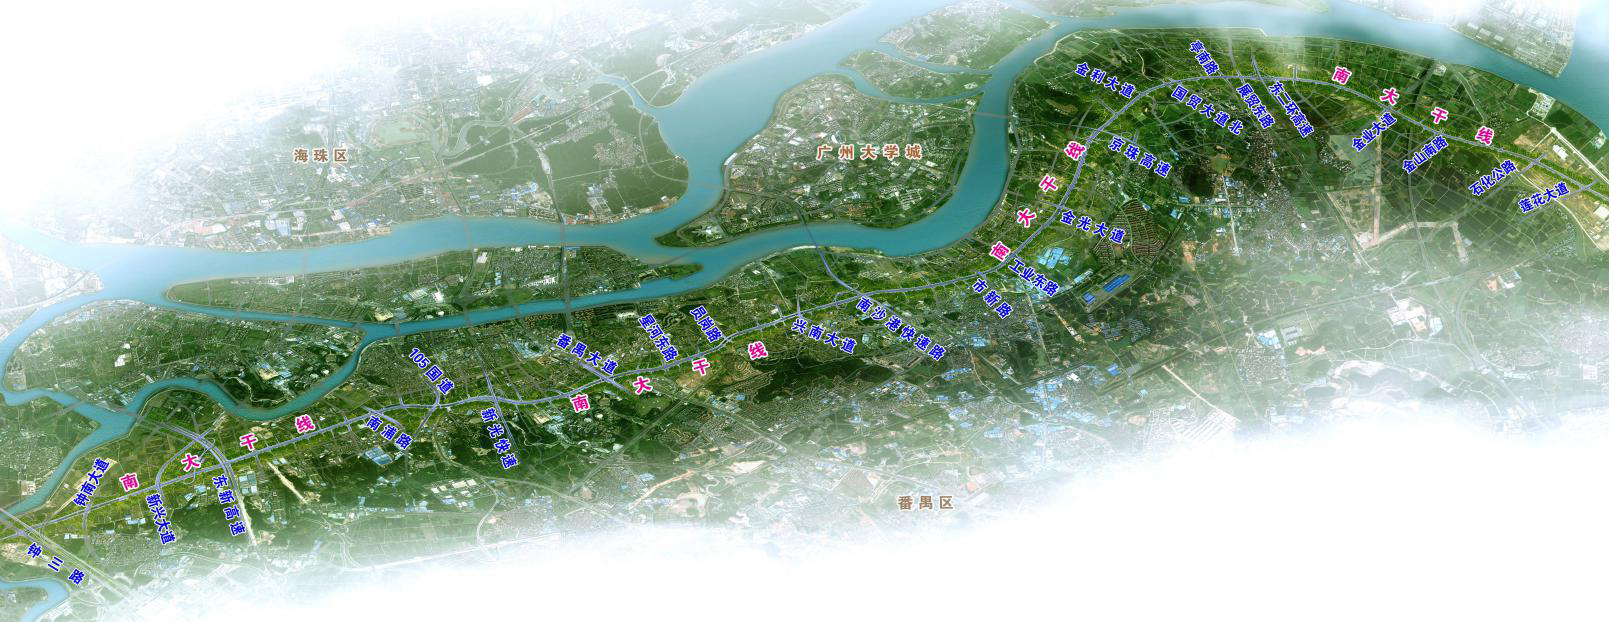 海珠区
广州大学城
番禺区
钟三路
钟南大道
南大干线
新兴大道
东新高速
南浦路
105国道
新光快速
南大干线
番禺大道
星河东路
兴南大道
南沙港快速路
市新路
工业东路
南大干线
金光大道
京珠高速
金利大道
国贸大道北
亭南路
展贸东路
东二环高速
南大干线
金业大道
金山南路
石化公路
莲花大道